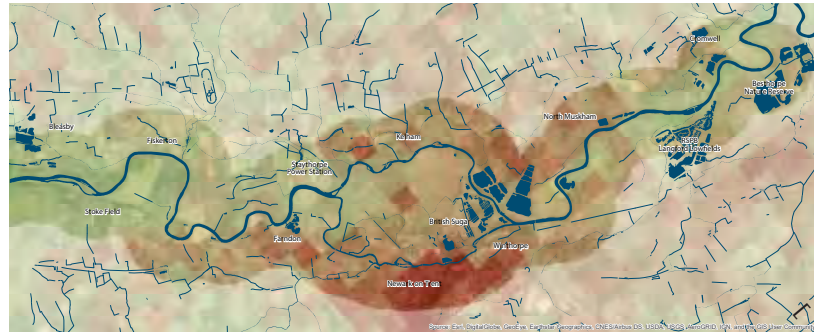 Cromwell
Nature Reserve
North Muskham
Bleasby
Fiskerton
Kelham
RSPB
Langford Lowfields
Staythorpe
Power Station
Stoke Field
British Sugar
Farndon
Winthorpe
Newark on Trent
Source: Esri, DigitalGlobe, GeoEye, Earthstar Geographics, CNES/Airbus DS, USDA, USGS, AeroGRID, IGN, and the GIS User Community